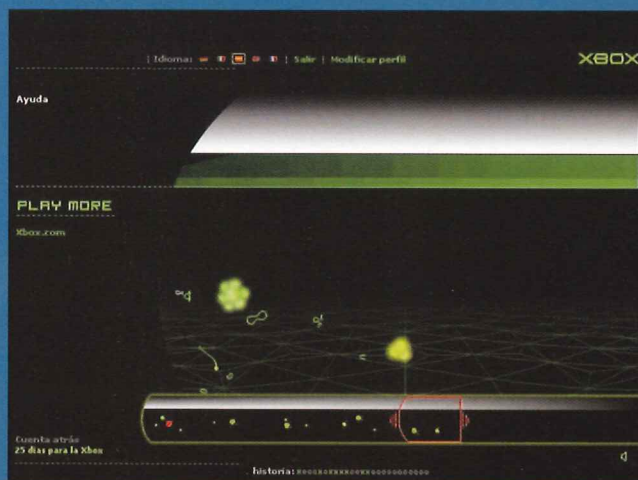 | Idioma: | Salir | Modificar perfil
XBOX
Ayuda
PLAY MORE
Xbox.com
Cuenta atrás
25 días para la Xbox
historia: